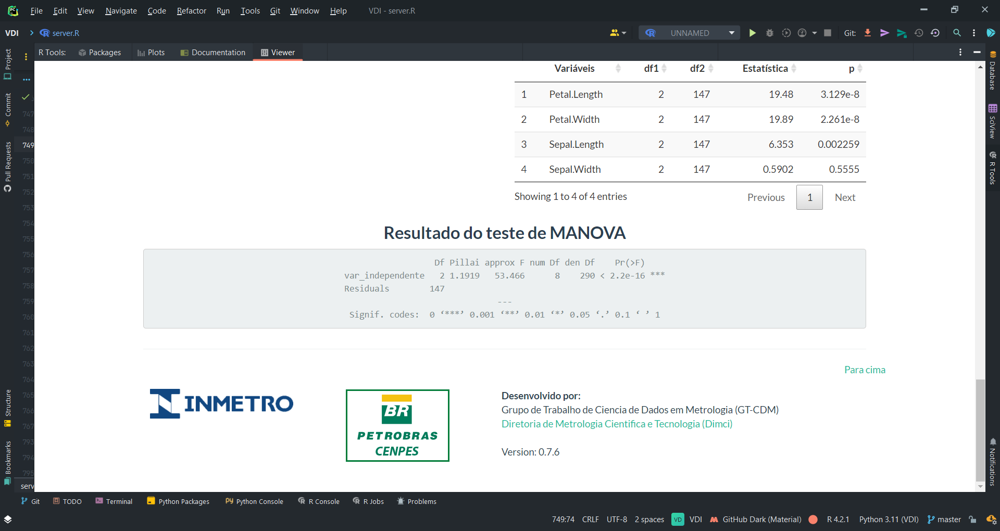 File Edit View Navigate Code Refactor Run Tools Git Window Help VDI - server.R
VDI server.R UNNAMED Git:
R Tools: Packages Plots Documentation Viewer
Project
Commit
Pull Requests
Structure
Bookmarks
747
748
749
750
751
752
753
754
755
756
757
758
759
760
761
762
763
764
765
766
767
793
794
795
serv
Variáveis df1 df2 Estatística p
1 Petal.Length 2 147 19.48 3.129e-8
2 Petal.Width 2 147 19.89 2.261e-8
3 Sepal.Length 2 147 6.353 0.002259
4 Sepal.Width 2 147 0.5902 0.5555
Showing 1 to 4 of 4 entries Previous 1 Next
Resultado do teste de MANOVA
Df Pillai approx F num Df den Df Pr(>F)
var_independente 2 1.1919 53.466 8 290 < 2.2e-16 ***
Residuals 147
---
Signif. codes: 0 ‘***’ 0.001 ‘**’ 0.01 ‘*’ 0.05 ‘.’ 0.1 ‘ ’ 1
Para cima
INMETRO
BR
PETROBRAS
CENPES
Desenvolvido por:
Grupo de Trabalho de Ciencia de Dados em Metrologia (GT-CDM)
Diretoria de Metrologia Cientifica e Tecnologia (Dimci)
Version: 0.7.6
Database
SciView
R Tools
Notifications
Git TODO Terminal Python Packages Python Console R Console R Jobs Problems
749:74 CRLF UTF-8 2 spaces VD VDI GitHub Dark (Material) R 4.2.1 Python 3.11 (VDI) master